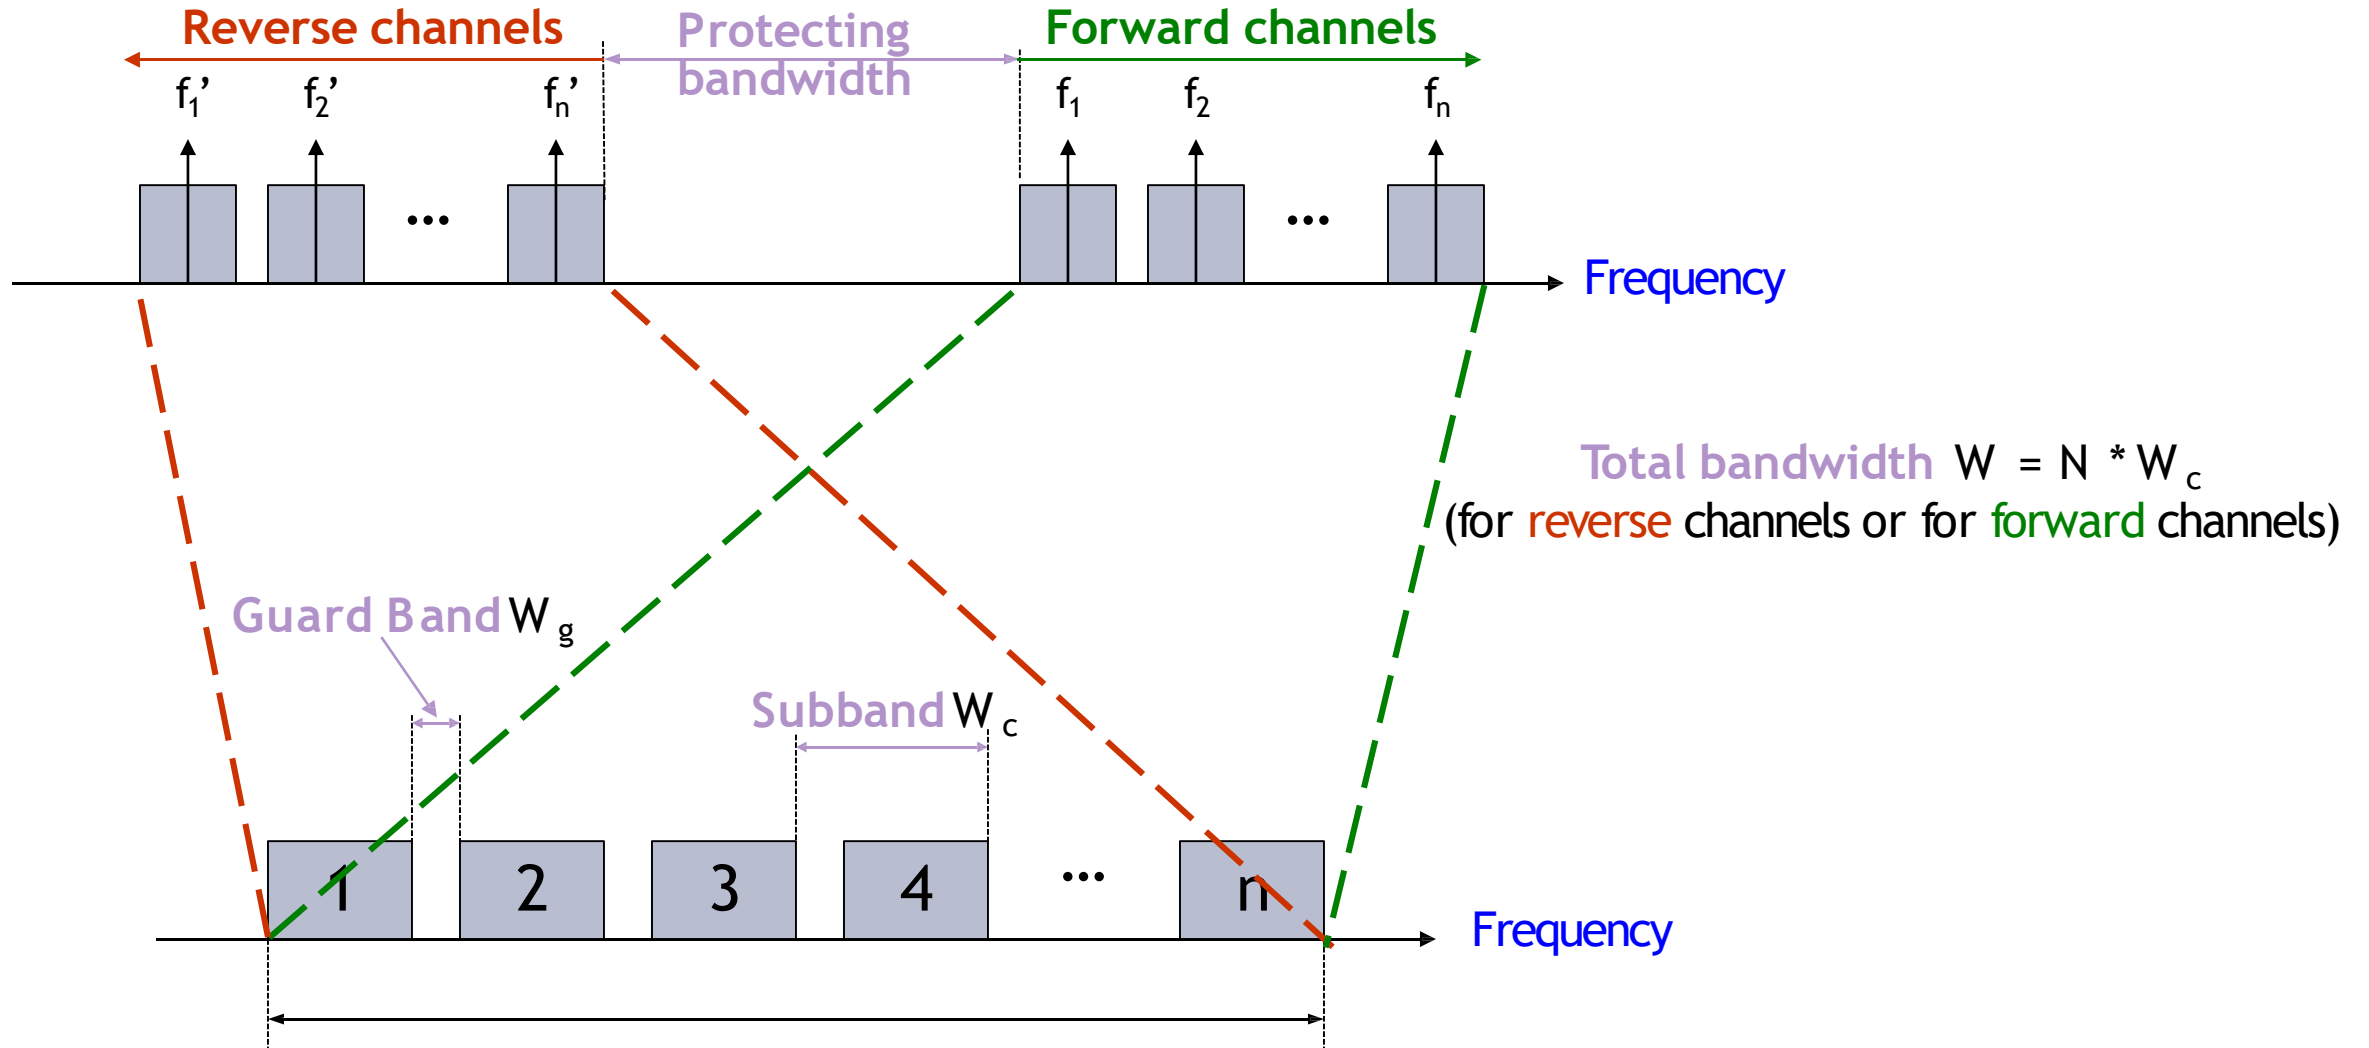 Reverse channels
Protecting
bandwidth
Forward channels
f1’ f2’ fn’ f1 f2 fn
... ...
Frequency
Total bandwidth W = N * Wc
(for reverse channels or for forward channels)
Guard Band Wg
Subband Wc
1 2 3 4 ... n
Frequency